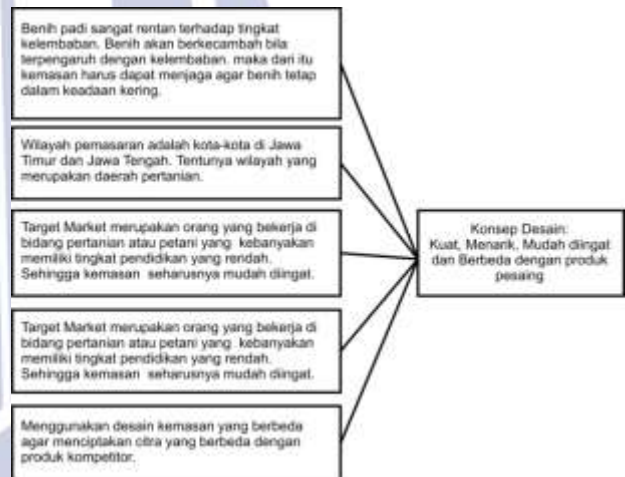 Benih padi sangat rentan terhadap tingkat
kelembaban. Benih akan berkecambah bila
terpengaruh dengan kelembaban. maka dari itu
kemasan harus dapat menjaga agar benih tetap
dalam keadaan kering.
Wilayah pemasaran adalah kota-kota di Jawa
Timur dan Jawa Tengah. Tentunya wilayah yang
merupakan daerah pertanian.
Target Market merupakan orang yang bekerja di
bidang pertanian atau petani yang kebanyakan
memiliki tingkat pendidikan yang rendah.
Sehingga kemasan seharusnya mudah diingat.
Target Market merupakan orang yang bekerja di
bidang pertanian atau petani yang kebanyakan
memiliki tingkat pendidikan yang rendah.
Sehingga kemasan seharusnya mudah diingat.
Menggunakan desain kemasan yang berbeda
agar menciptakan citra yang berbeda dengan
produk kompetitor.
Konsep Desain:
Kuat, Menarik, Mudah diingat
dan Berbeda dengan produk
pesaing